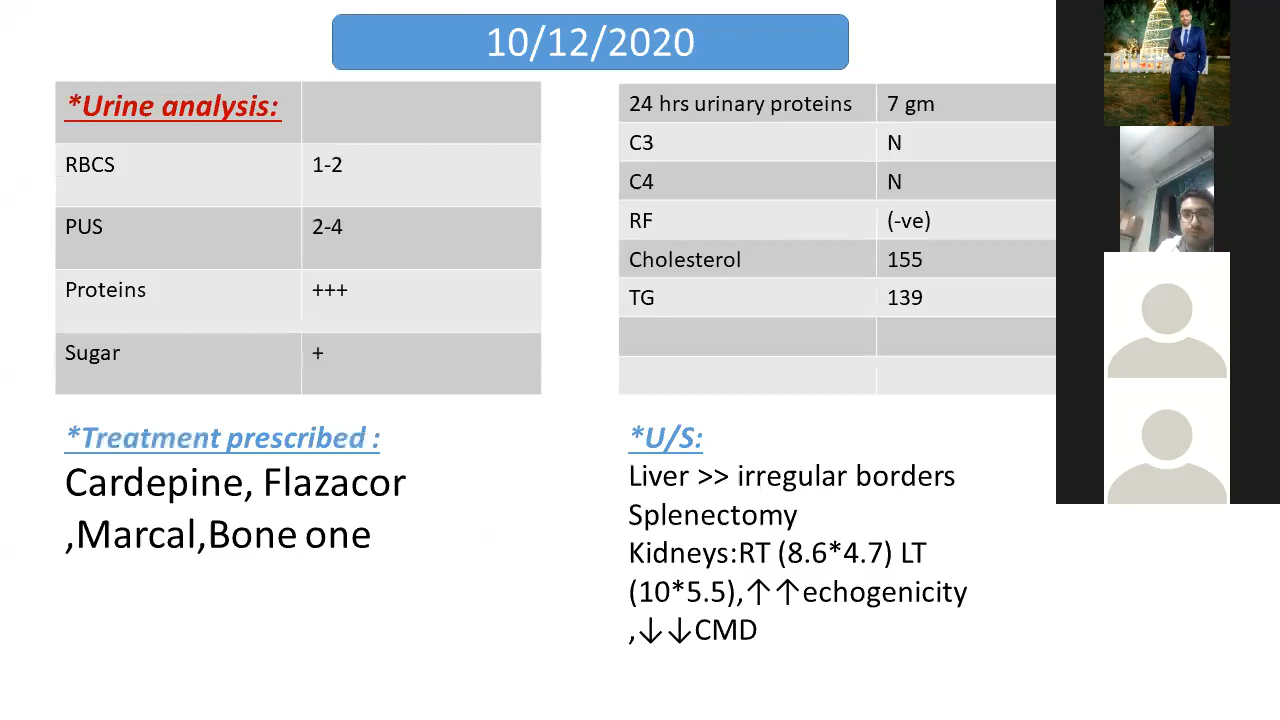 10/12/2020
*Urine analysis:
RBCS 1-2
PUS 2-4
Proteins +++
Sugar +
24 hrs urinary proteins 7 gm
C3 N
C4 N
RF (-ve)
Cholesterol 155
TG 139
*Treatment prescribed :
Cardepine, Flazacor
,Marcal,Bone one
*U/S:
Liver >> irregular borders
Splenectomy
Kidneys:RT (8.6*4.7) LT
(10*5.5),↑↑echogenicity
,↓↓CMD